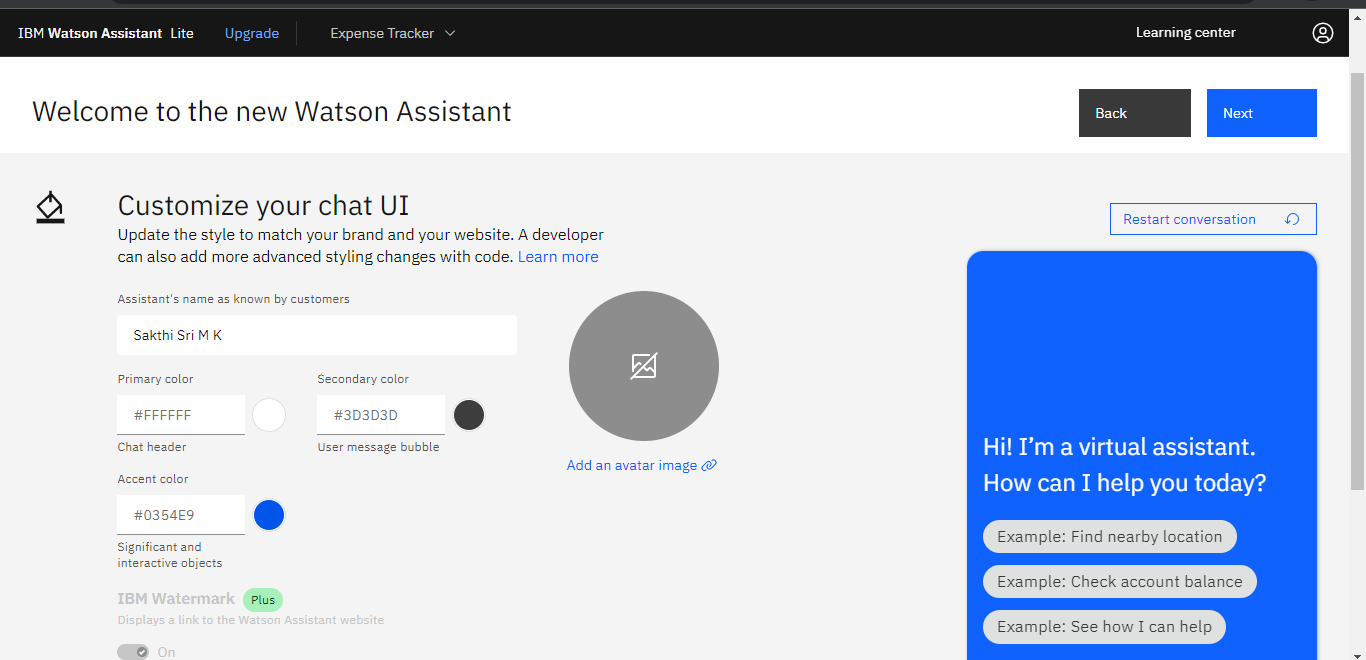 IBM Watson Assistant Lite Upgrade Expense Tracker Learning center
Welcome to the new Watson Assistant
Back
Next
Customize your chat UI
Update the style to match your brand and your website. A developer
can also add more advanced styling changes with code. Learn more
Restart conversation
Assistant's name as known by customers
Sakthi Sri M K
Primary color
Secondary color
#FFFFFF
#3D3D3D
Chat header
User message bubble
Accent color
#0354E9
Significant and
interactive objects
IBM Watermark Plus
Displays a link to the Watson Assistant website
On
Add an avatar image
Hi! I’m a virtual assistant.
How can I help you today?
Example: Find nearby location
Example: Check account balance
Example: See how I can help